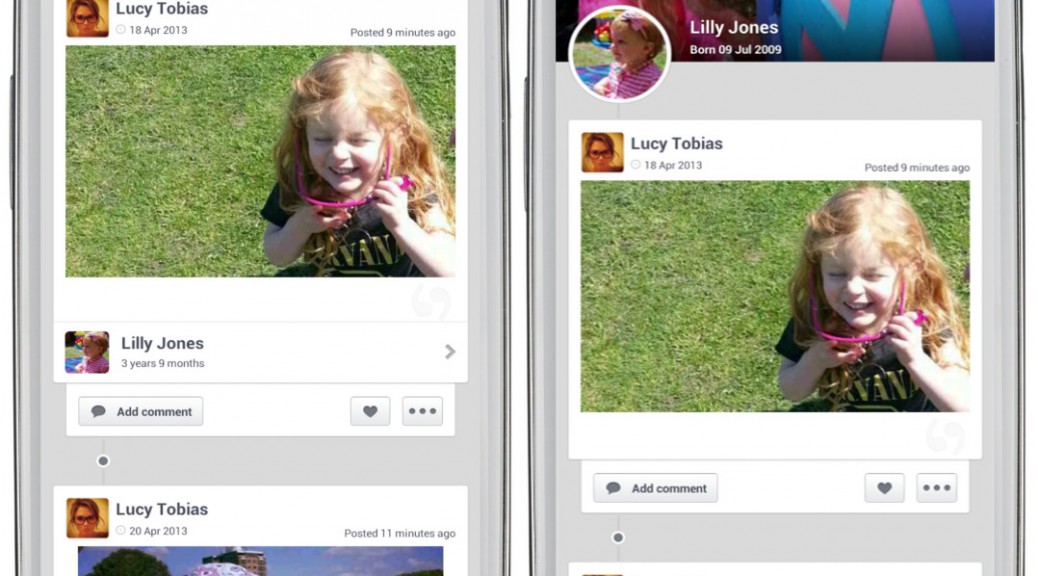 Lucy Tobias
18 Apr 2013
Posted 9 minutes ago
Lilly Jones
3 years 9 months
Add comment
Lucy Tobias
20 Apr 2013
Posted 11 minutes ago
Lilly Jones
Born 09 Jul 2009
Lucy Tobias
18 Apr 2013
Posted 9 minutes ago
Add comment